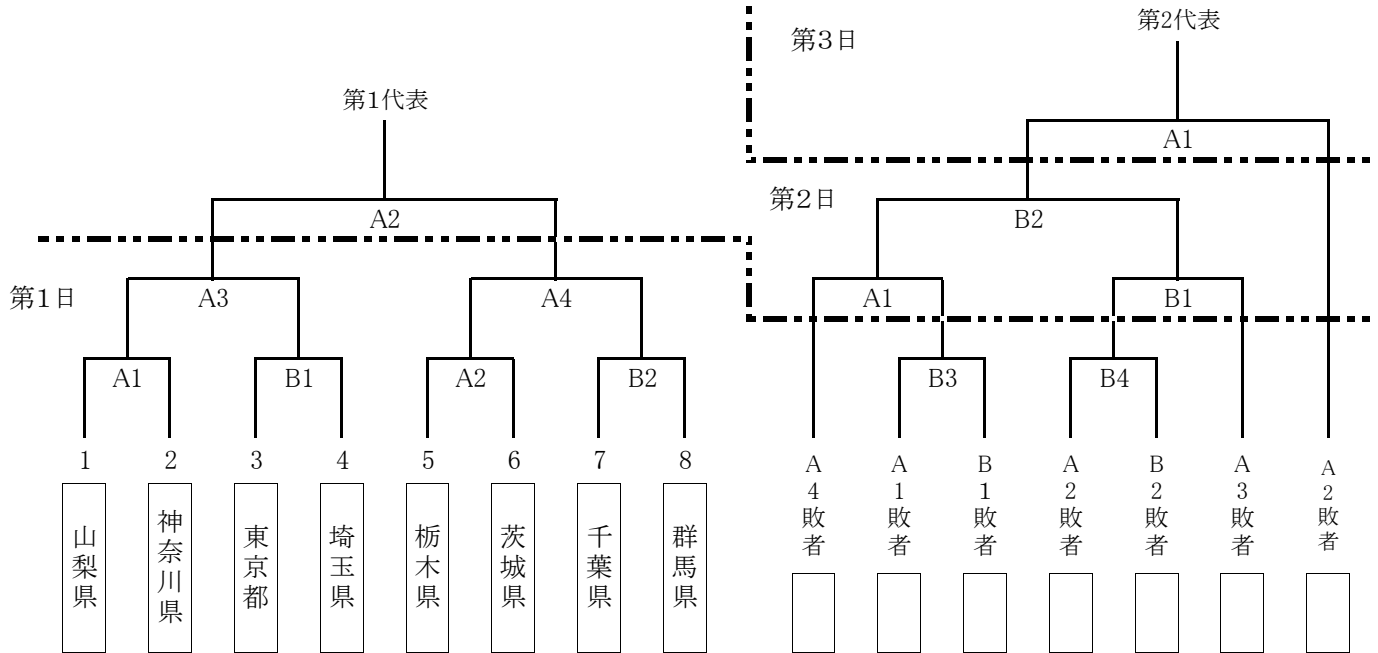 第1代表
A2
第1日
A3
A4
A1
B1
A2
B2
1
2
3
4
5
6
7
8
山梨県
神奈川県
東京都
埼玉県
栃木県
茨城県
千葉県
群馬県
第3日
第2代表
A1
第2日
B2
A1
B1
B3
B4
A4敗者
A1敗者
B1敗者
A2敗者
B2敗者
A3敗者
A2敗者